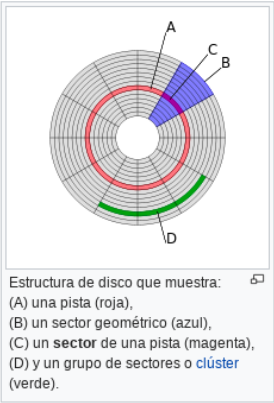 A
C
B
D
Estructura de disco que muestra:
(A) una pista (roja),
(B) un sector geométrico (azul),
(C) un sector de una pista (magenta),
(D) y un grupo de sectores o clúster
(verde).